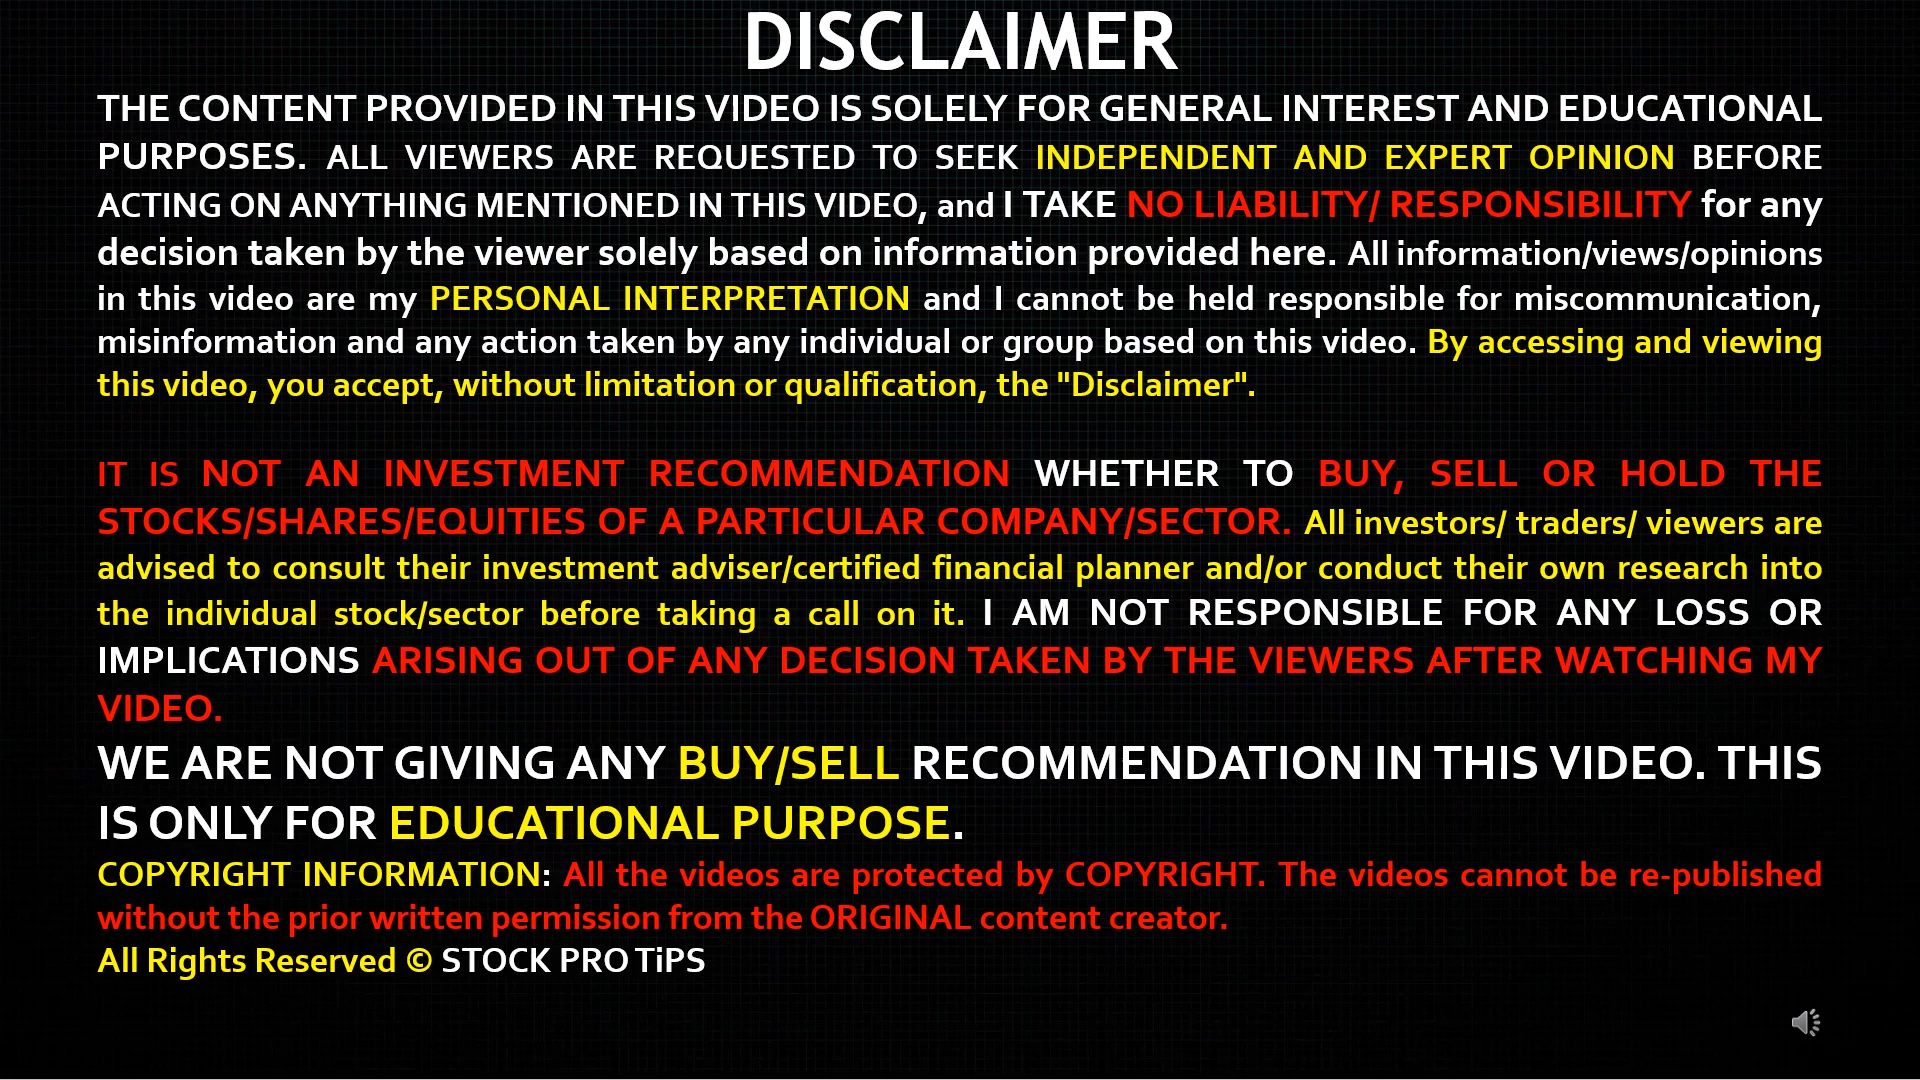 DISCLAIMER
THE CONTENT PROVIDED IN THIS VIDEO IS SOLELY FOR GENERAL INTEREST AND EDUCATIONAL
PURPOSES. ALL VIEWERS ARE REQUESTED TO SEEK INDEPENDENT AND EXPERT OPINION BEFORE
ACTING ON ANYTHING MENTIONED IN THIS VIDEO, and I TAKE NO LIABILITY/ RESPONSIBILITY for any
decision taken by the viewer solely based on information provided here. All information/views/opinions
in this video are my PERSONAL INTERPRETATION and I cannot be held responsible for miscommunication,
misinformation and any action taken by any individual or group based on this video. By accessing and viewing
this video, you accept, without limitation or qualification, the "Disclaimer".
IT IS NOT AN INVESTMENT RECOMMENDATION WHETHER TO BUY, SELL OR HOLD THE
STOCKS/SHARES/EQUITIES OF A PARTICULAR COMPANY/SECTOR. All investors/ traders/ viewers are
advised to consult their investment adviser/certified financial planner and/or conduct their own research into
the individual stock/sector before taking a call on it. I AM NOT RESPONSIBLE FOR ANY LOSS OR
IMPLICATIONS ARISING OUT OF ANY DECISION TAKEN BY THE VIEWERS AFTER WATCHING MY
VIDEO.
WE ARE NOT GIVING ANY BUY/SELL RECOMMENDATION IN THIS VIDEO. THIS
IS ONLY FOR EDUCATIONAL PURPOSE.
COPYRIGHT INFORMATION: All the videos are protected by COPYRIGHT. The videos cannot be re-published
without the prior written permission from the ORIGINAL content creator.
All Rights Reserved © STOCK PRO TiPS